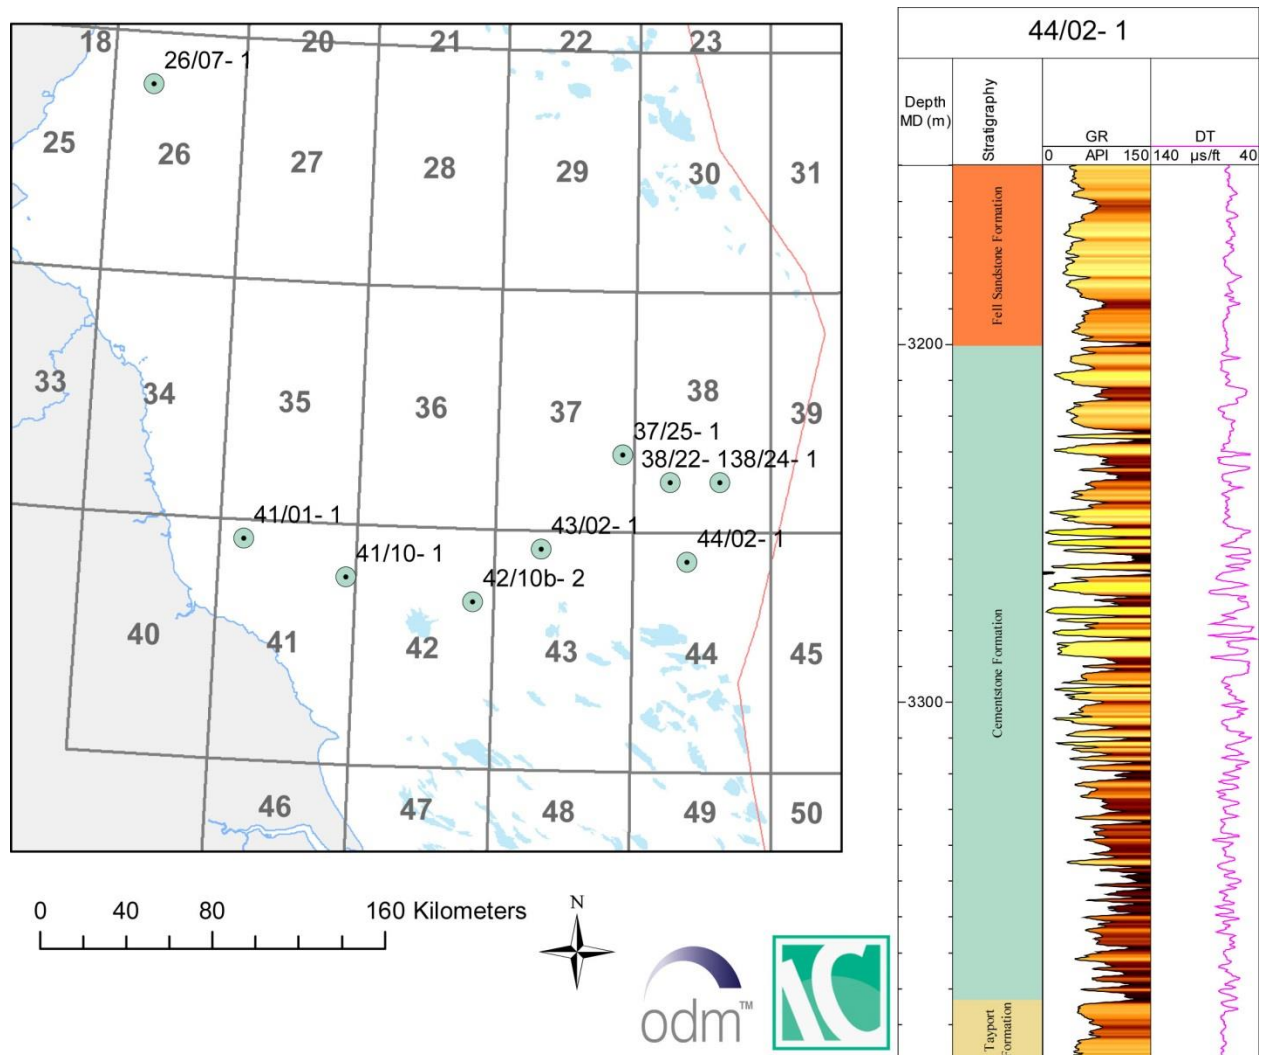 18
20
21
22
23
26/07- 1
25
26
27
28
29
30
31
33
34
35
36
37
38
39
37/25- 1
38/22- 1
38/24- 1
41/01- 1
41/10- 1
43/02- 1
44/02- 1
42/10b- 2
40
41
42
43
44
45
46
47
48
49
50
0 40 80 160 Kilometers
N
odm™
AC
44/02- 1
Depth
MD (m)
Stratigraphy
GR
0 API 150
DT
140 µs/ft 40
Fell Sandstone Formation
3200
Cementstone Formation
3300
Tayport
Formation